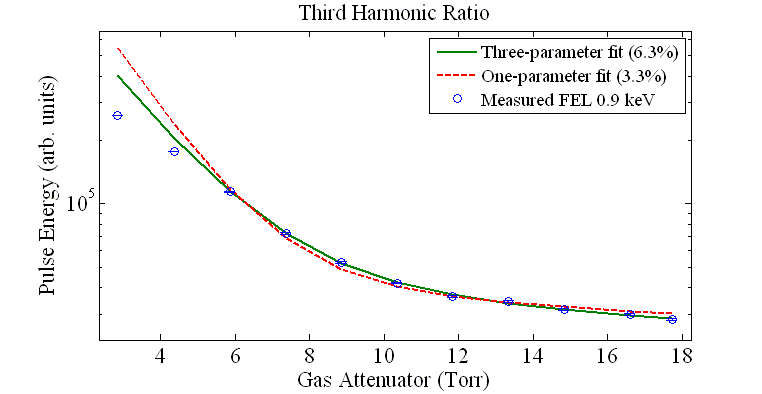 Third Harmonic Ratio
Three-parameter fit (6.3%)
One-parameter fit (3.3%)
Measured FEL 0.9 keV
Pulse Energy (arb. units)
10^5
4 6 8 10 12 14 16 18
Gas Attenuator (Torr)